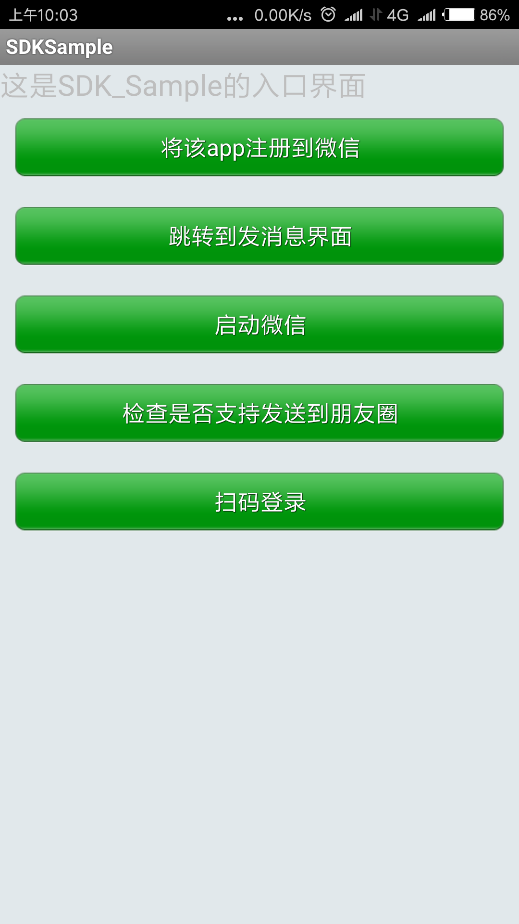 上午10:03 ... 0.00K/s 4G 86%
SDKSample
这是SDK_Sample的入口界面
将该app注册到微信
跳转到发消息界面
启动微信
检查是否支持发送到朋友圈
扫码登录